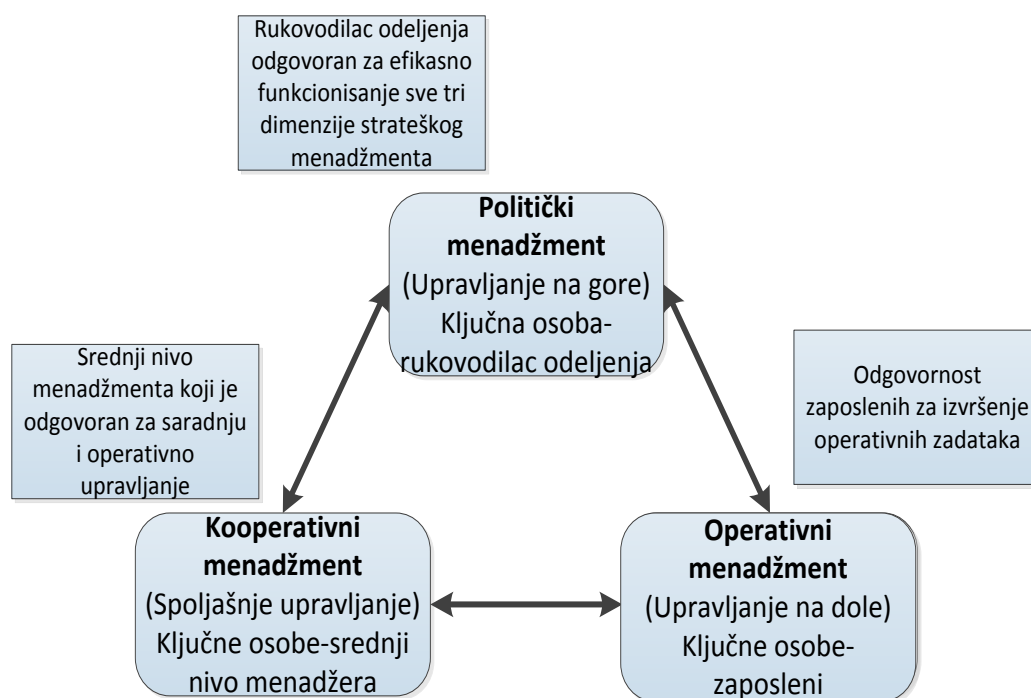 Rukovodilac odeljenja
odgovoran za efikasno
funkcionisanje sve tri
dimenzije strateškog
menadžmenta
Politički
menadžment
(Upravljanje na gore)
Ključna osoba-
rukovodilac odeljenja
Srednji nivo
menadžmenta koji je
odgovoran za saradnju
i operativno
upravljanje
Odgovornost
zaposlenih za izvršenje
operativnih zadataka
Kooperativni
menadžment
(Spoljašnje upravljanje)
Ključne osobe-srednji
nivo menadžera
Operativni
menadžment
(Upravljanje na dole)
Ključne osobe-
zaposleni